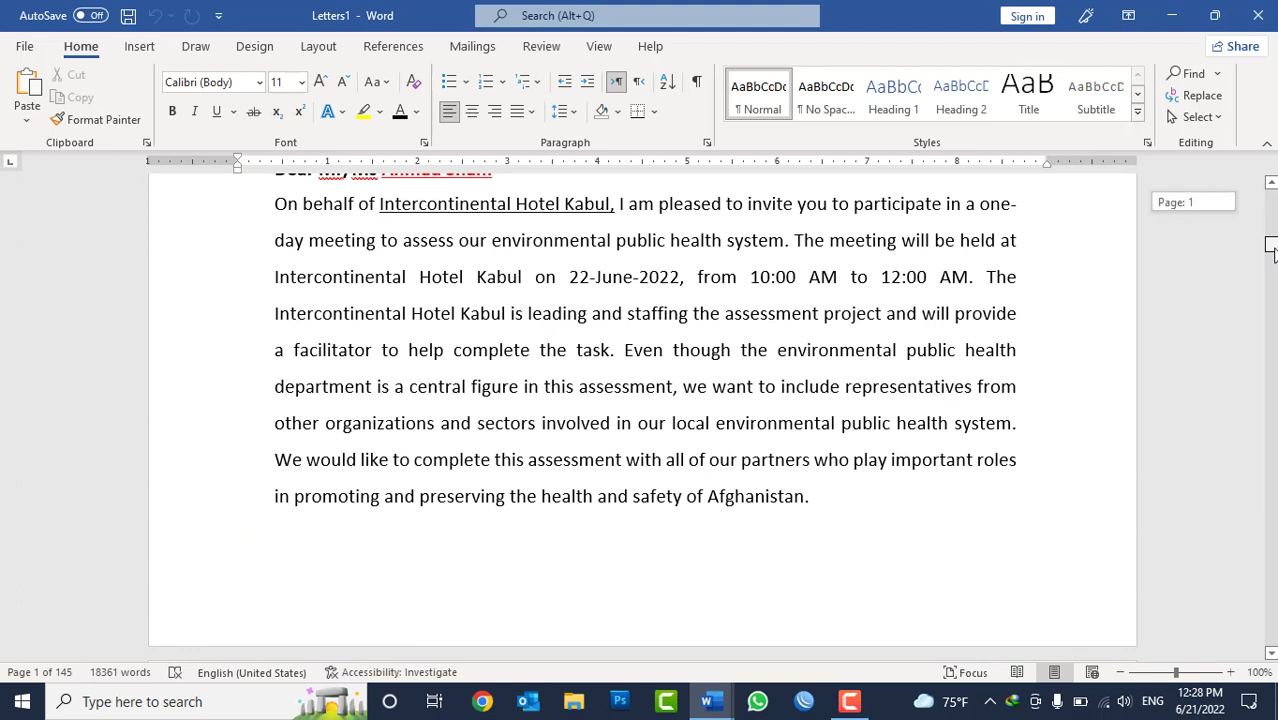 AutoSave Off
Letters1 - Word
Search (Alt+Q)
Sign in
File Home Insert Draw Design Layout References Mailings Review View Help
Share
Paste
Cut
Copy
Format Painter
Clipboard
Calibri (Body) 11
Font
Paragraph
AaBbCcDc ¶ Normal
AaBbCcDc ¶ No Spac...
AaBbCc Heading 1
AaBbCcD Heading 2
AaB Title
AaBbCcD Subtitle
Styles
Find
Replace
Select
Editing
1 1 2 3 4 5 6 7 8
Page: 1
On behalf of Intercontinental Hotel Kabul, I am pleased to invite you to participate in a one-
day meeting to assess our environmental public health system. The meeting will be held at
Intercontinental Hotel Kabul on 22-June-2022, from 10:00 AM to 12:00 AM. The
Intercontinental Hotel Kabul is leading and staffing the assessment project and will provide
a facilitator to help complete the task. Even though the environmental public health
department is a central figure in this assessment, we want to include representatives from
other organizations and sectors involved in our local environmental public health system.
We would like to complete this assessment with all of our partners who play important roles
in promoting and preserving the health and safety of Afghanistan.
Page 1 of 145 18361 words English (United States) Accessibility: Investigate
Focus
100%
Type here to search
75°F
ENG
12:28 PM
6/21/2022